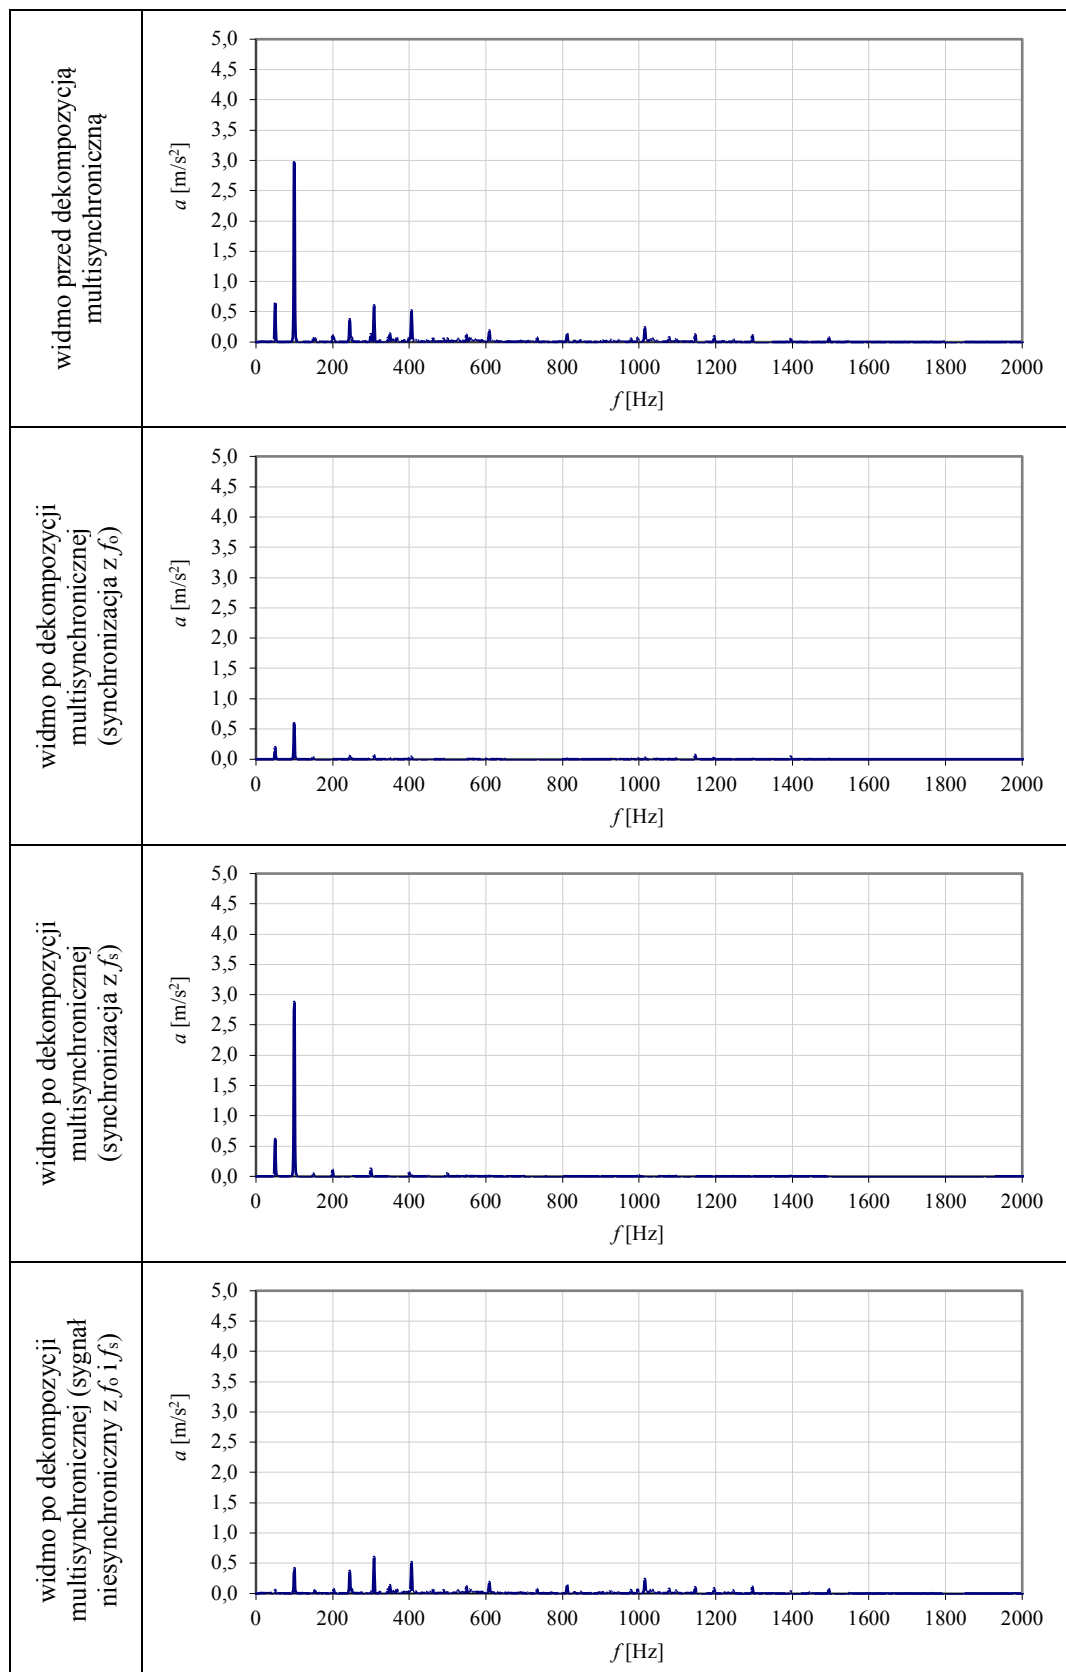 widmo przed dekompozycją
multisynchroniczną
5,0
4,5
4,0
3,5
3,0
2,5
2,0
1,5
1,0
0,5
0,0
a [m/s²]
0 200 400 600 800 1000 1200 1400 1600 1800 2000
f [Hz]
widmo po dekompozycji
multisynchronicznej
(synchronizacja z fo)
5,0
4,5
4,0
3,5
3,0
2,5
2,0
1,5
1,0
0,5
0,0
a [m/s²]
0 200 400 600 800 1000 1200 1400 1600 1800 2000
f [Hz]
widmo po dekompozycji
multisynchronicznej
(synchronizacja z fs)
5,0
4,5
4,0
3,5
3,0
2,5
2,0
1,5
1,0
0,5
0,0
a [m/s²]
0 200 400 600 800 1000 1200 1400 1600 1800 2000
f [Hz]
widmo po dekompozycji
multisynchronicznej (sygnał
niesynchroniczny z fo i fs)
5,0
4,5
4,0
3,5
3,0
2,5
2,0
1,5
1,0
0,5
0,0
a [m/s²]
0 200 400 600 800 1000 1200 1400 1600 1800 2000
f [Hz]